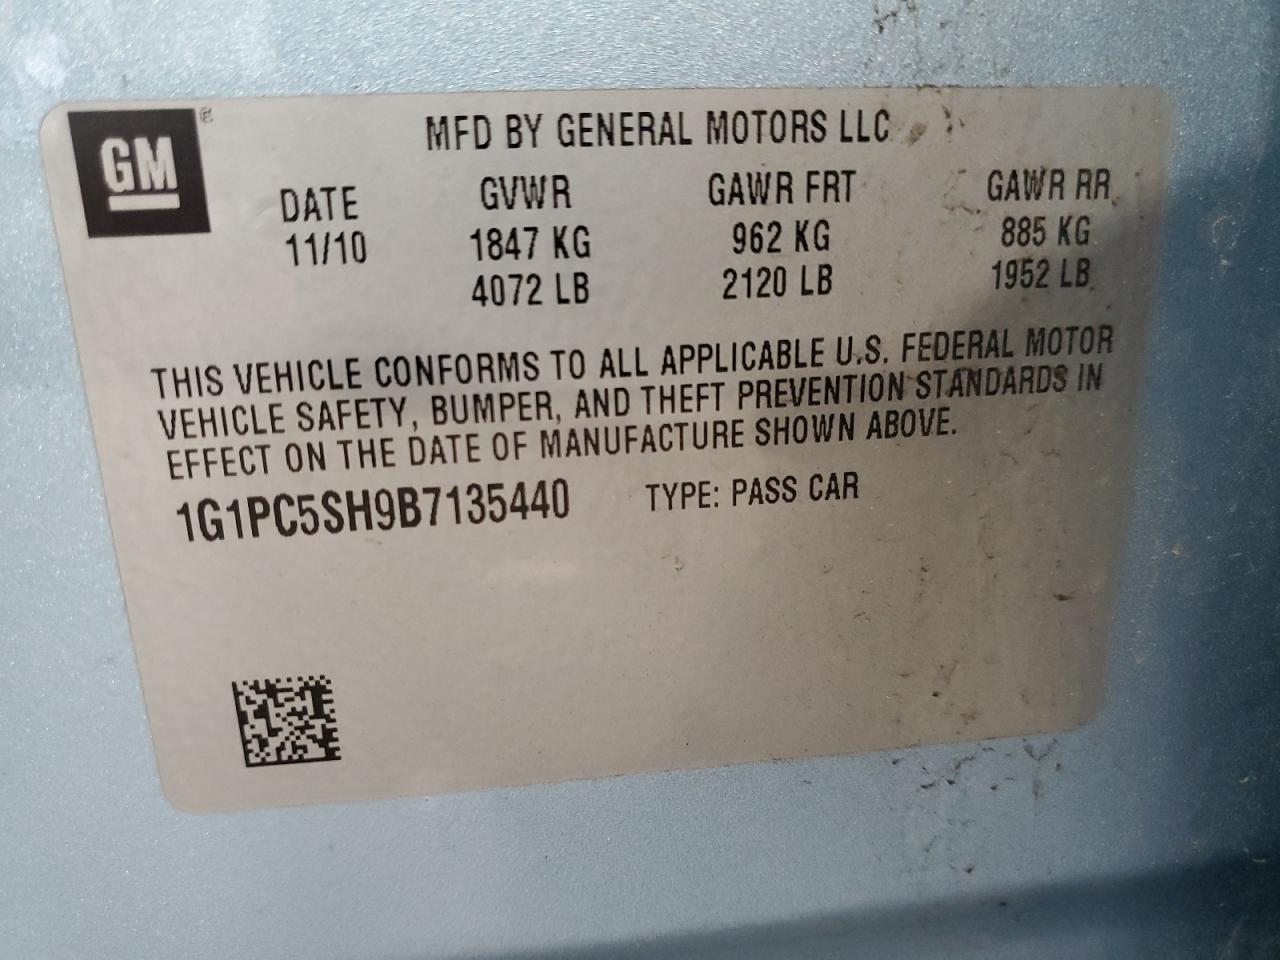 GM ®
MFD BY GENERAL MOTORS LLC
DATE GVWR GAWR FRT GAWR RR
11/10 1847 KG 962 KG 885 KG
4072 LB 2120 LB 1952 LB
THIS VEHICLE CONFORMS TO ALL APPLICABLE U.S. FEDERAL MOTOR
VEHICLE SAFETY, BUMPER, AND THEFT PREVENTION STANDARDS IN
EFFECT ON THE DATE OF MANUFACTURE SHOWN ABOVE.
1G1PC5SH9B7135440 TYPE: PASS CAR